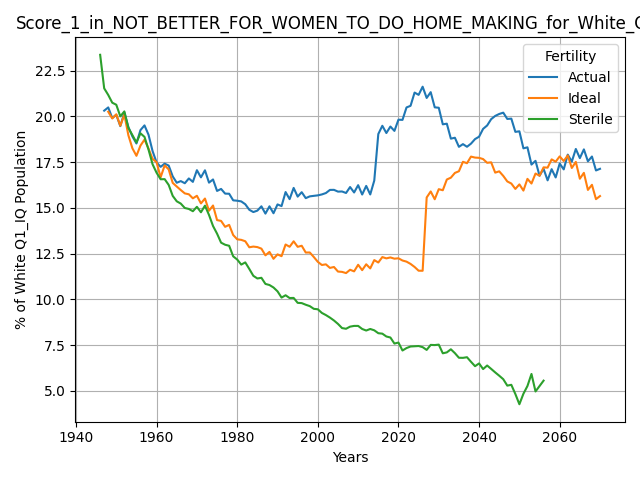 Score_1_in_NOT_BETTER_FOR_WOMEN_TO_DO_HOME_MAKING_for_White_
Fertility
Actual
Ideal
Sterile
% of White Q1_IQ Population
22.5
20.0
17.5
15.0
12.5
10.0
7.5
5.0
1940
1960
1980
2000
2020
2040
2060
Years